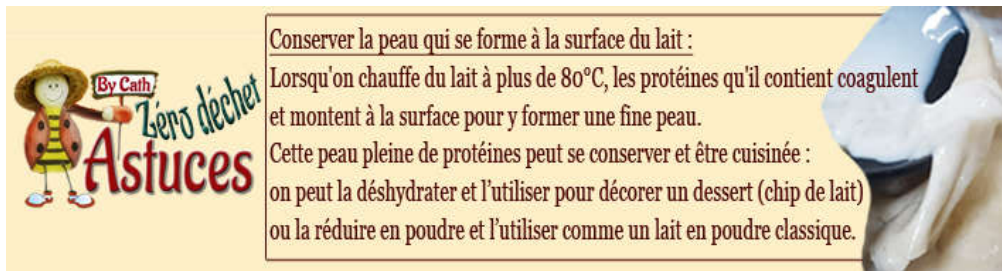 By Cath
Zéro déchet
Astuces
Conserver la peau qui se forme à la surface du lait :
Lorsqu'on chauffe du lait à plus de 80°C, les protéines qu'il contient coagulent
et montent à la surface pour y former une fine peau.
Cette peau pleine de protéines peut se conserver et être cuisinée :
on peut la déshydrater et l'utiliser pour décorer un dessert (chip de lait)
ou la réduire en poudre et l'utiliser comme un lait en poudre classique.